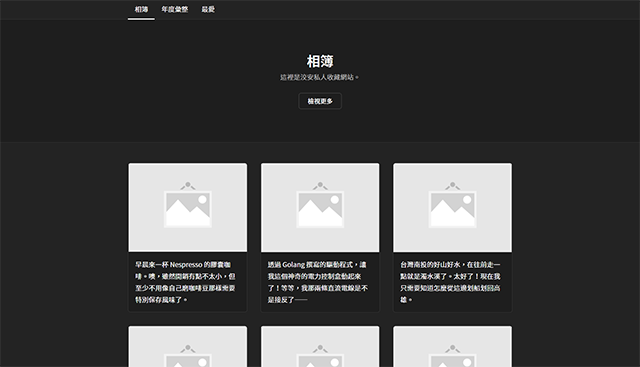 相簿
年度彙整
最愛
相簿
這裡是沒安私人收藏網站。
檢視更多
早晨來一杯 Nespresso 的膠囊咖
啡。噢，雖然開銷有點不太小，但
至少不用像自己磨咖啡豆那樣需要
特別保存風味了。
透過 Golang 撰寫的驅動程式，讓
我這個神奇的電力控制盒動起來
了！等等，我那兩條直流電線是不
是接反了——
台灣南投的好山好水，在往前走一
點就是濁水溪了。太好了！現在我
只需要知道怎麼從這邊划船划回高
雄。